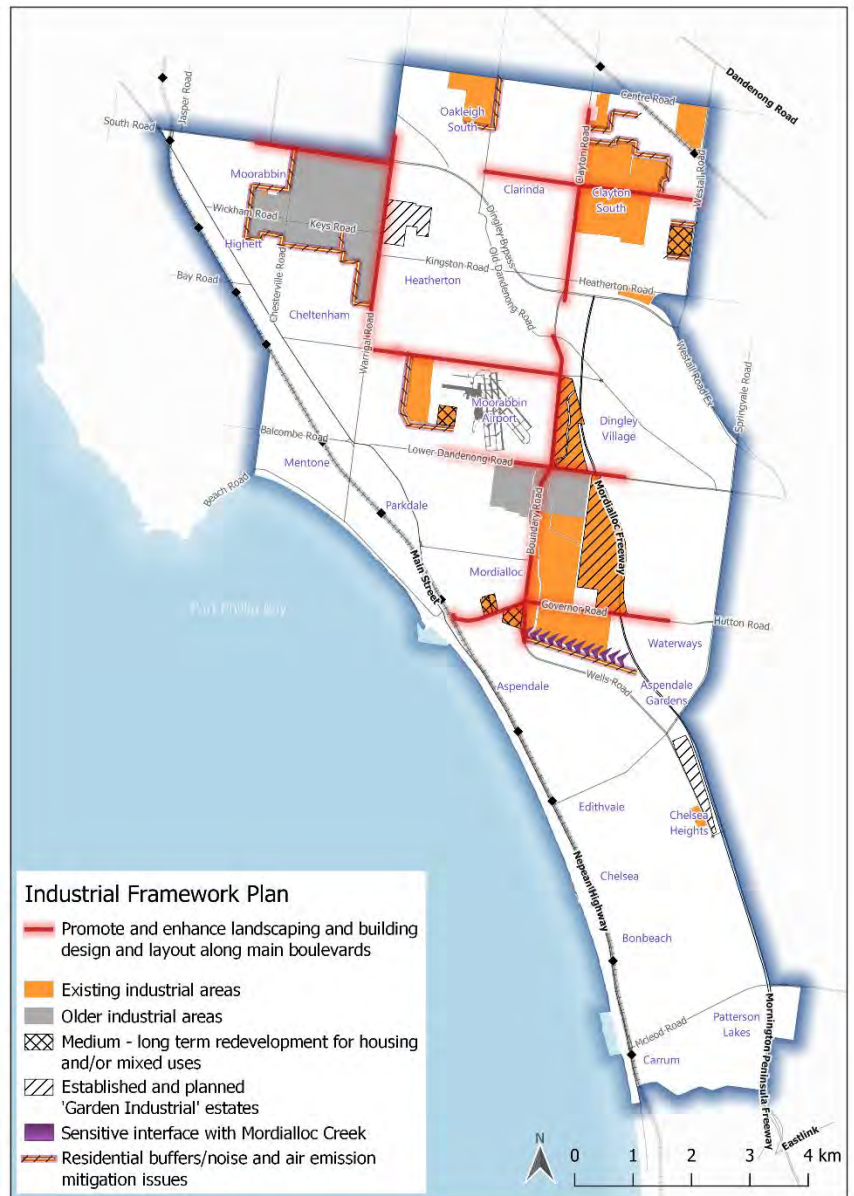 Dandenong Road
Jasper Road
Centre Road
South Road
Oakleigh
South
Clayton Road
Moorabbin
Clarinda
Clayton
South
Westall Road
Wickham Road
Keys Road
Dingley Bypass
Highett
Old Dandenong Road
Kingston Road
Bay Road
Chesterville Road
Heatherton
Heatherton Road
Cheltenham
Warrigal Road
Westall Road Ex
Springvale Road
Moorabbin
Airport
Dingley
Village
Balcombe Road
Lower Dandenong Road
Mentone
Beach Road
Mordialloc Freeway
Parkdale
Boundary Road
Main Street
Mordialloc
Port Phillip Bay
Governor Road
Hutton Road
Waterways
Wells Road
Aspendale
Aspendale
Gardens
Edithvale
Chelsea
Heights
Nepean Highway
Chelsea
Bonbeach
Mornington Peninsula Freeway
Patterson
Lakes
Mcleod Road
Carrum
Eastlink
Industrial Framework Plan
Promote and enhance landscaping and building
design and layout along main boulevards
Existing industrial areas
Older industrial areas
Medium - long term redevelopment for housing
and/or mixed uses
Established and planned
'Garden Industrial' estates
Sensitive interface with Mordialloc Creek
Residential buffers/noise and air emission
mitigation issues
N
0 1 2 3 4 km